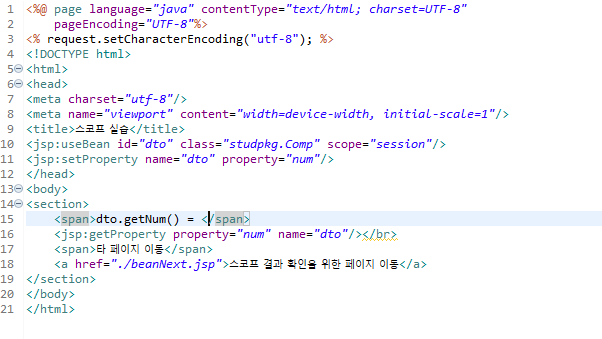 1 <%@ page language="java" contentType="text/html; charset=UTF-8"
2 pageEncoding="UTF-8"%>
3 <% request.setCharacterEncoding("utf-8"); %>
4 <!DOCTYPE html>
5 <html>
6 <head>
7 <meta charset="utf-8"/>
8 <meta name="viewport" content="width=device-width, initial-scale=1"/>
9 <title>스코프 실습</title>
10 <jsp:useBean id="dto" class="studpkg.Comp" scope="session"/>
11 <jsp:setProperty name="dto" property="num"/>
12 </head>
13 <body>
14 <section>
15 <span>dto.getNum() = </span>
16 <jsp:getProperty property="num" name="dto"/></br>
17 <span>타 페이지 이동</span>
18 <a href="./beanNext.jsp">스코프 결과 확인을 위한 페이지 이동</a>
19 </section>
20 </body>
21 </html>